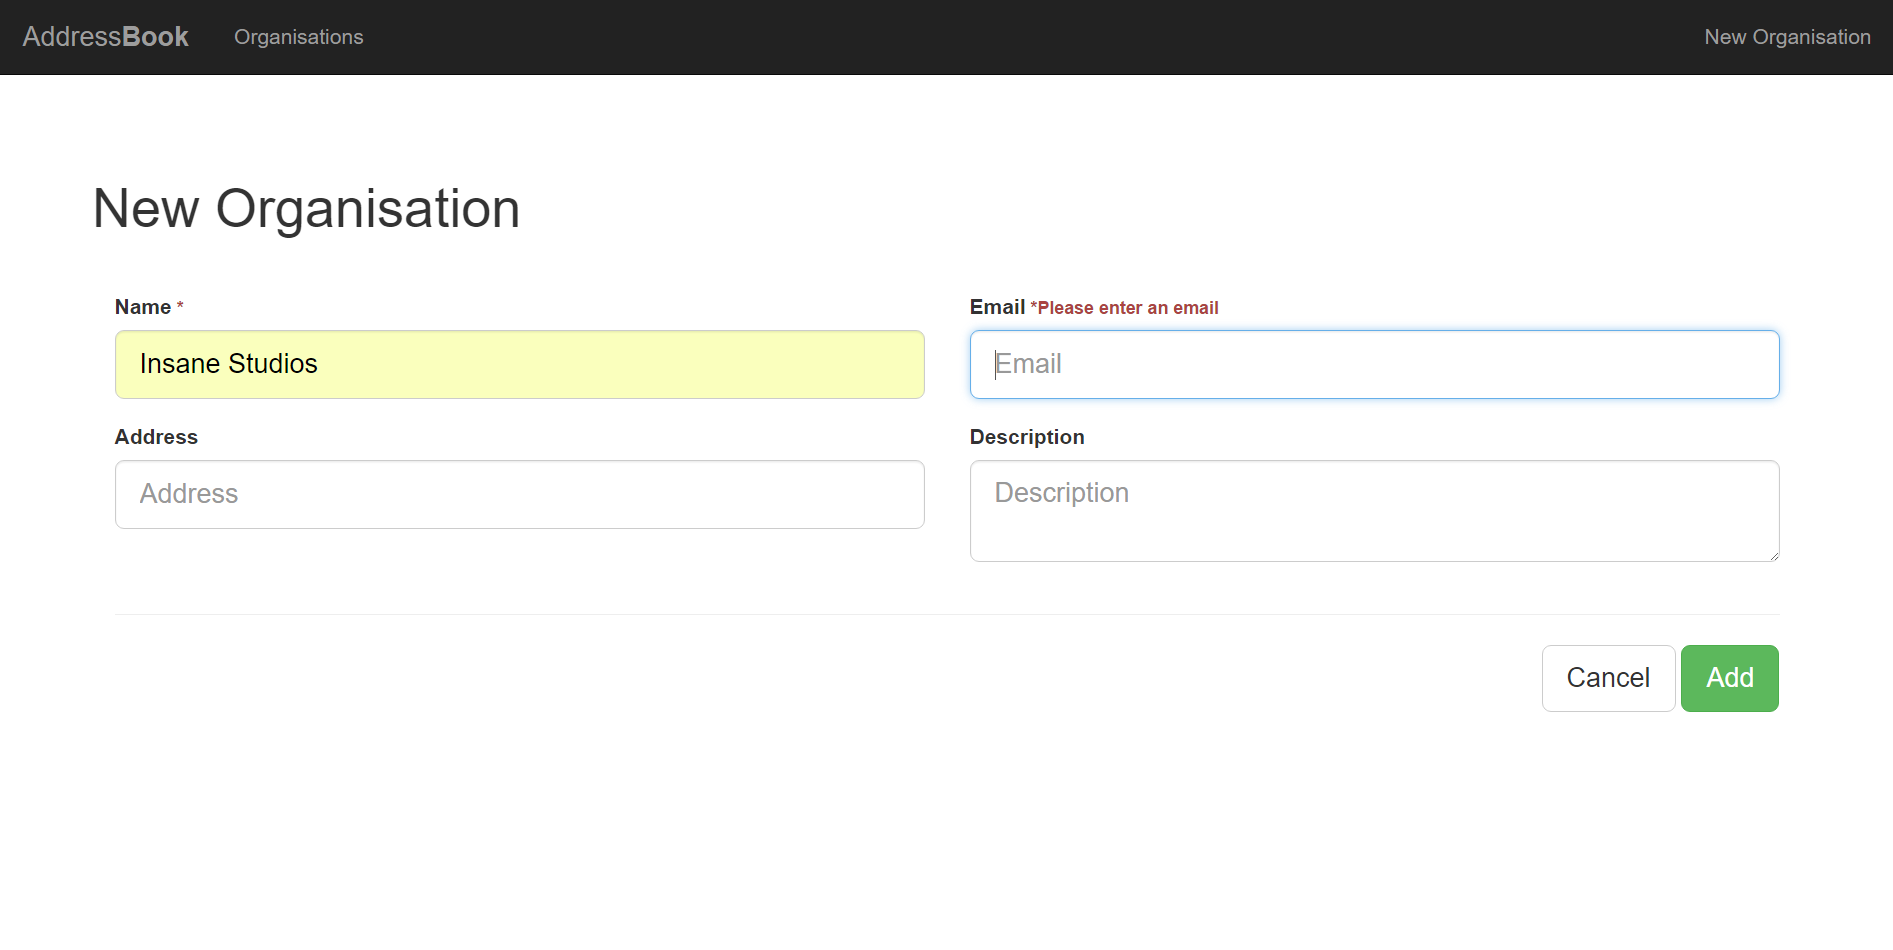 AddressBook Organisations New Organisation
New Organisation
Name * Email *Please enter an email
Insane Studios Email
Address Description
Address Description
Cancel Add